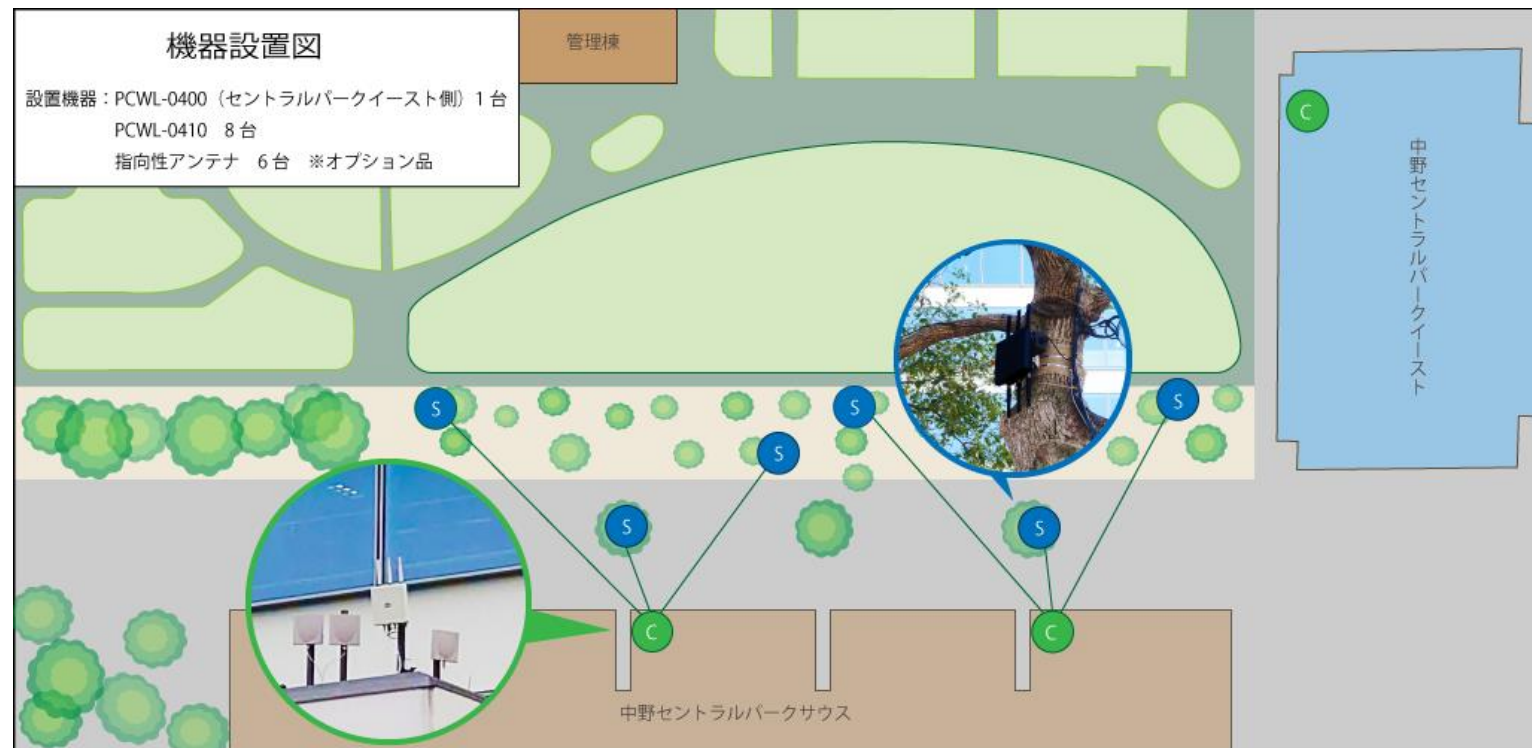 機器設置図
設置機器：PCWL-0400（セントラルパークイースト側）1台
PCWL-0410 8台
指向性アンテナ 6台 ※オプション品
管理棟
C
中野セントラルパークイースト
S
S
S
S
S
S
C
C
中野セントラルパークサウス